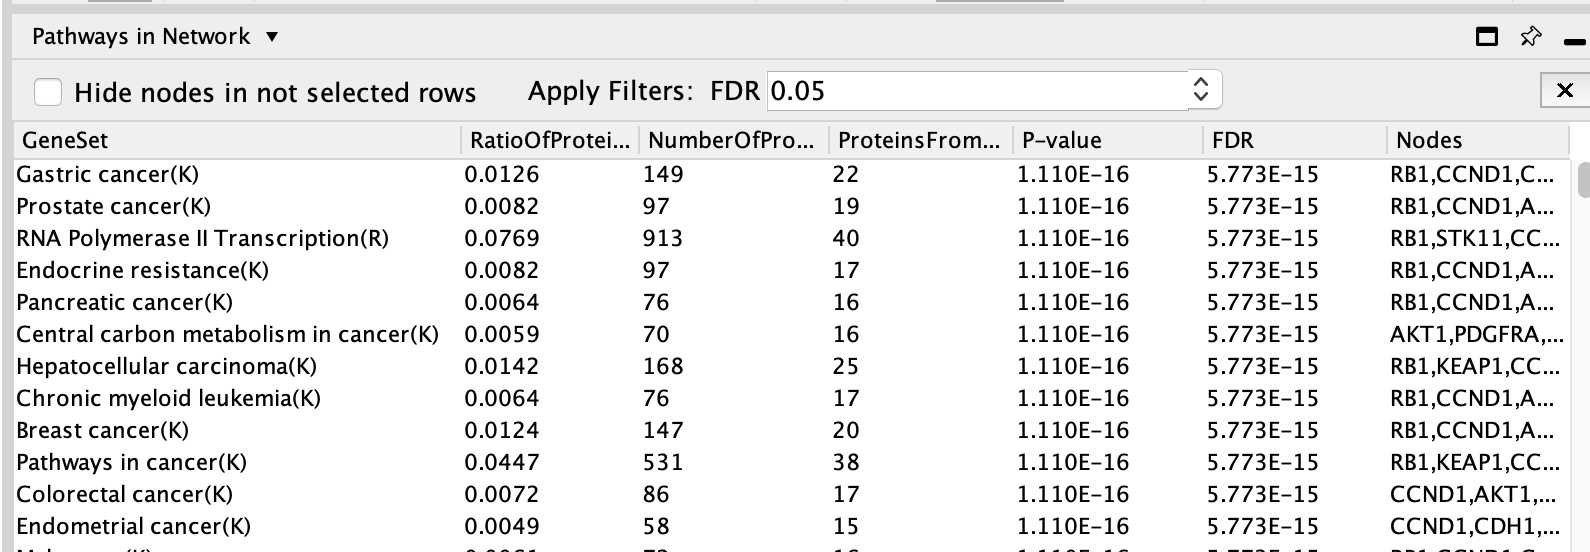 Pathways in Network ▼
Hide nodes in not selected rows Apply Filters: FDR 0.05
GeneSet RatioOfProtei... NumberOfPro... ProteinsFrom... P-value FDR Nodes
Gastric cancer(K) 0.0126 149 22 1.110E-16 5.773E-15 RB1,CCND1,C...
Prostate cancer(K) 0.0082 97 19 1.110E-16 5.773E-15 RB1,CCND1,A...
RNA Polymerase II Transcription(R) 0.0769 913 40 1.110E-16 5.773E-15 RB1,STK11,CC...
Endocrine resistance(K) 0.0082 97 17 1.110E-16 5.773E-15 RB1,CCND1,A...
Pancreatic cancer(K) 0.0064 76 16 1.110E-16 5.773E-15 RB1,CCND1,A...
Central carbon metabolism in cancer(K) 0.0059 70 16 1.110E-16 5.773E-15 AKT1,PDGFRA,...
Hepatocellular carcinoma(K) 0.0142 168 25 1.110E-16 5.773E-15 RB1,KEAP1,CC...
Chronic myeloid leukemia(K) 0.0064 76 17 1.110E-16 5.773E-15 RB1,CCND1,A...
Breast cancer(K) 0.0124 147 20 1.110E-16 5.773E-15 RB1,CCND1,A...
Pathways in cancer(K) 0.0447 531 38 1.110E-16 5.773E-15 RB1,KEAP1,CC...
Colorectal cancer(K) 0.0072 86 17 1.110E-16 5.773E-15 CCND1,AKT1,...
Endometrial cancer(K) 0.0049 58 15 1.110E-16 5.773E-15 CCND1,CDH1,...